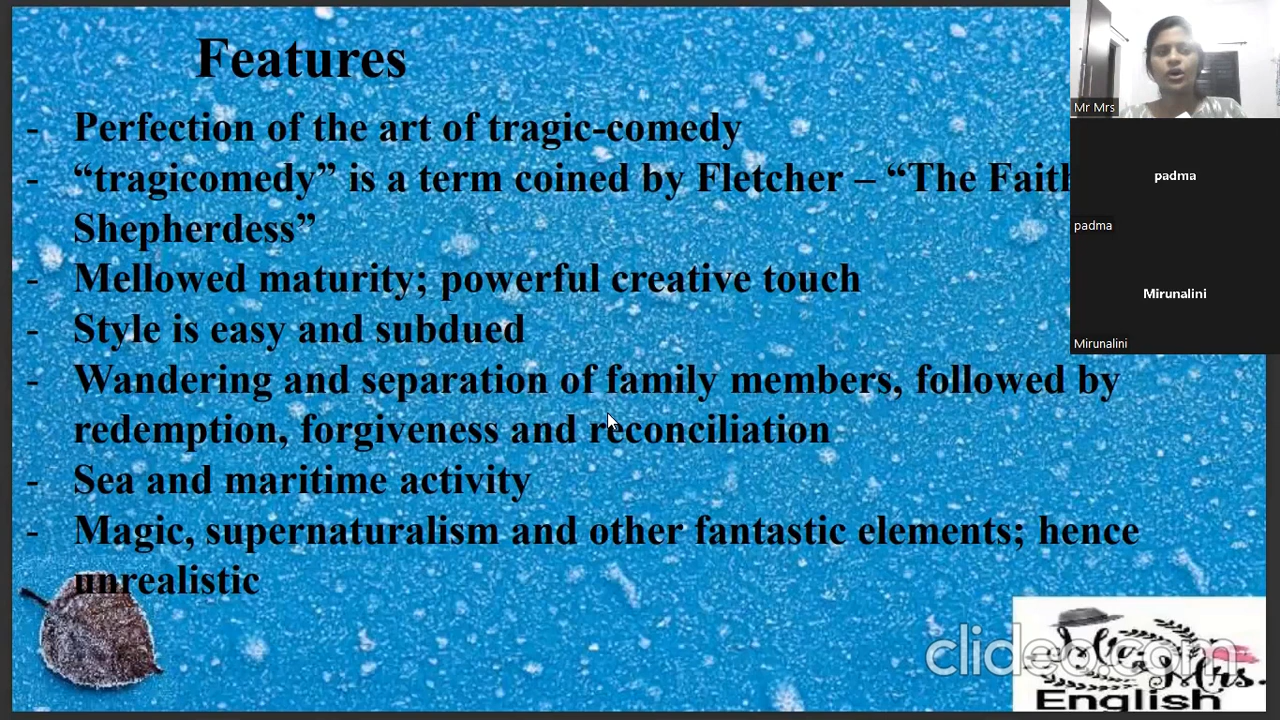 Features
- Perfection of the art of tragic-comedy
- “tragicomedy” is a term coined by Fletcher – “The Faith
Shepherdess”
- Mellowed maturity; powerful creative touch
- Style is easy and subdued
- Wandering and separation of family members, followed by
redemption, forgiveness and reconciliation
- Sea and maritime activity
- Magic, supernaturalism and other fantastic elements; hence
unrealistic
Mr Mrs
padma
padma
Mirunalini
Mirunalini
clideo.com
Mrs.
English